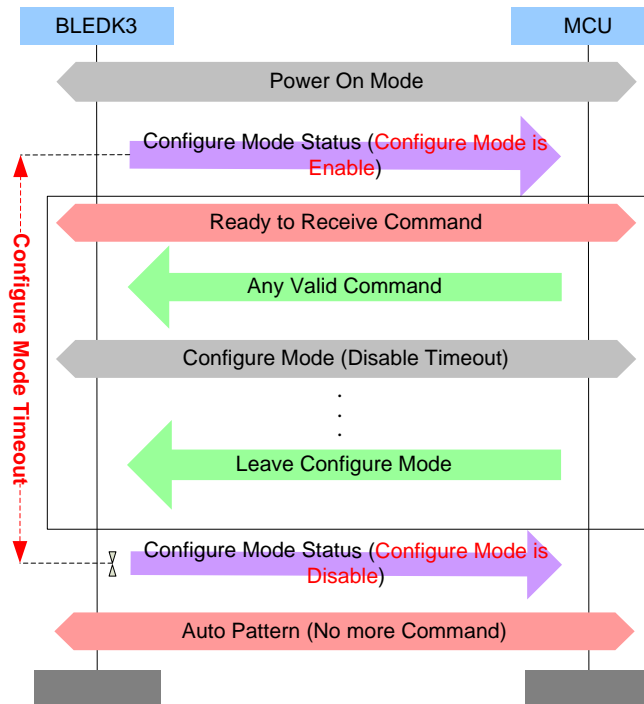 BLEDK3
MCU
Power On Mode
Configure Mode Status (Configure Mode is
Enable)
Ready to Receive Command
Any Valid Command
Configure Mode (Disable Timeout)
.
.
.
Leave Configure Mode
Configure Mode Status (Configure Mode is
Disable)
Auto Pattern (No more Command)
Configure Mode Timeout